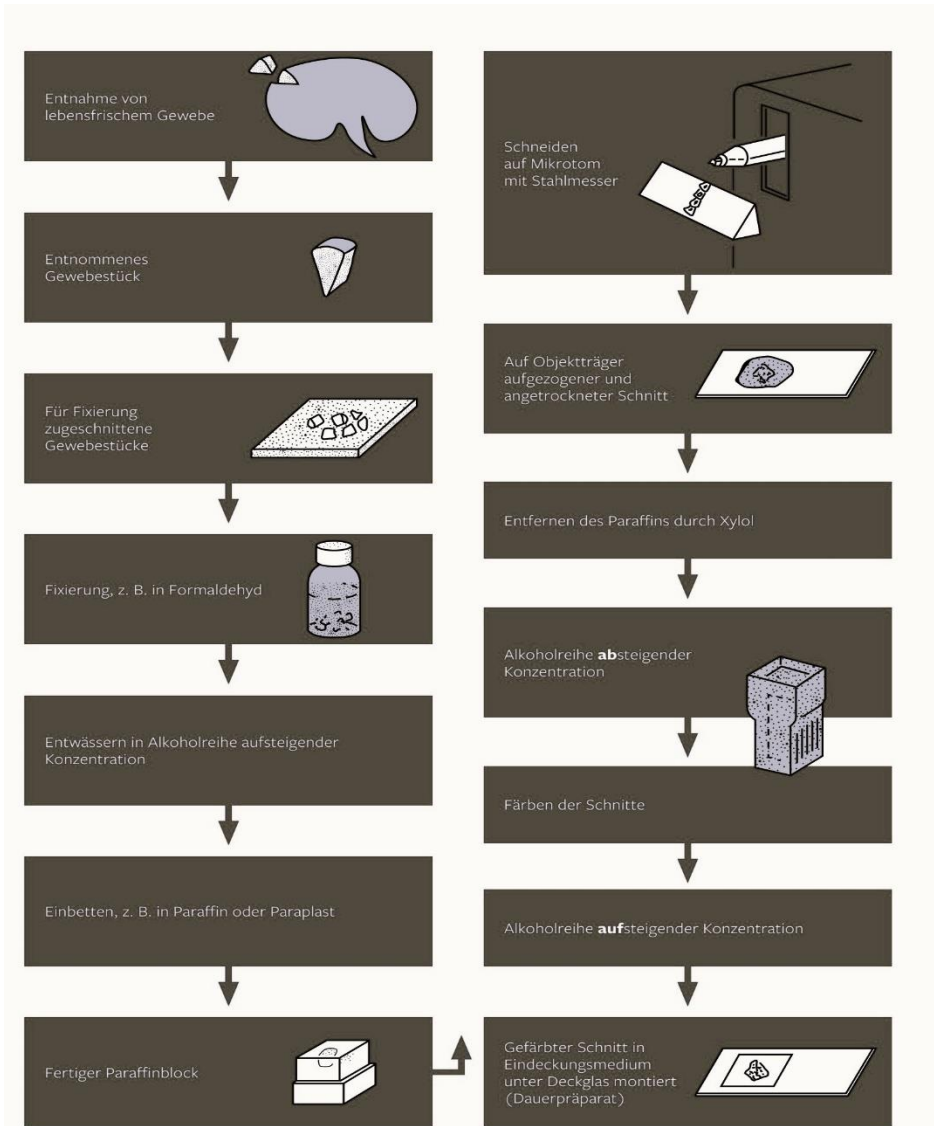 Entnahme von
lebensfrischem Gewebe
Entnommenes
Gewebestück
Für Fixierung
zugeschnittene
Gewebestücke
Fixierung, z. B. in Formaldehyd
Entwässern in Alkoholreihe aufsteigender
Konzentration
Einbetten, z. B. in Paraffin oder Paraplast
Fertiger Paraffinblock
Schneiden
auf Mikrotom
mit Stahlmesser
Auf Objektträger
aufgezogener und
angetrockneter Schnitt
Entfernen des Paraffins durch Xylol
Alkoholreihe absteigender
Konzentration
Färben der Schnitte
Alkoholreihe aufsteigender Konzentration
Gefärbter Schnitt in
Eindeckungsmedium
unter Deckglas montiert
(Dauerpräparat)